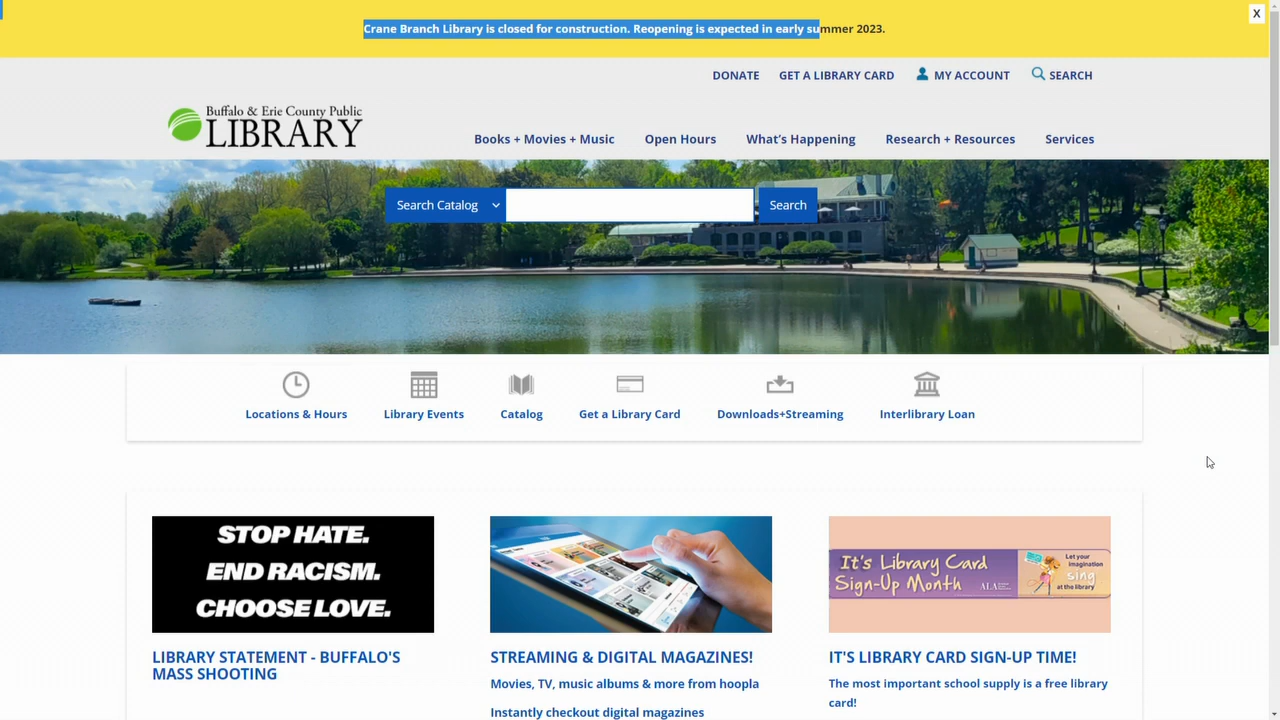 Crane Branch Library is closed for construction. Reopening is expected in early summer 2023.
X
DONATE
GET A LIBRARY CARD
MY ACCOUNT
SEARCH
Buffalo & Erie County Public
LIBRARY
Books + Movies + Music
Open Hours
What's Happening
Research + Resources
Services
Search Catalog
Search
Locations & Hours
Library Events
Catalog
Get a Library Card
Downloads+Streaming
Interlibrary Loan
STOP HATE.
END RACISM.
CHOOSE LOVE.
It's Library Card
Sign-Up Month
ALA
Let your
imagination
sing
at the library
LIBRARY STATEMENT - BUFFALO'S
MASS SHOOTING
STREAMING & DIGITAL MAGAZINES!
Movies, TV, music albums & more from hoopla
Instantly checkout digital magazines
IT'S LIBRARY CARD SIGN-UP TIME!
The most important school supply is a free library
card!